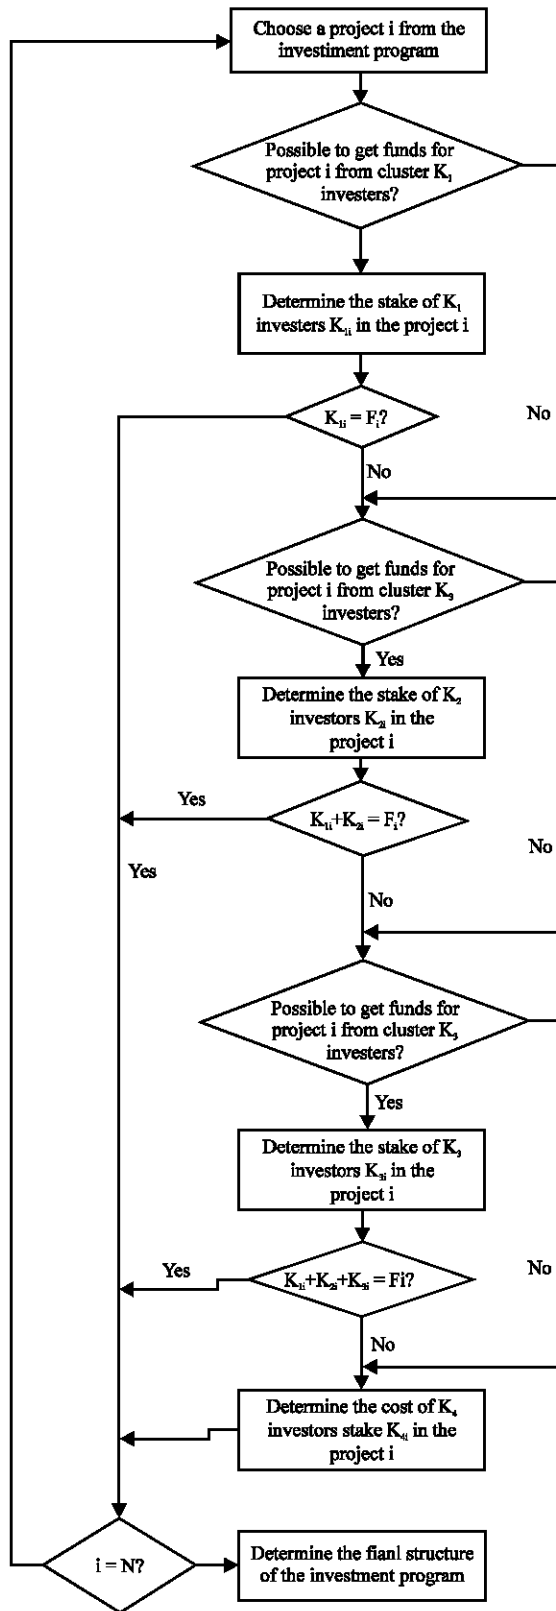 Choose a project i from the
investiment program
Possible to get funds for
project i from cluster K₁
investers?
Determine the stake of K₁
investers K₁ᵢ in the project i
K₁ᵢ = Fᵢ?
No
No
Possible to get funds for
project i from cluster K₃
investers?
Yes
Determine the stake of K₂
investors K₂ᵢ in the
project i
Yes
K₁ᵢ+K₂ᵢ = Fᵢ?
No
Yes
No
Possible to get funds for
project i from cluster K₃
investers?
Yes
Determine the stake of K₃
investors K₃ᵢ in the
project i
Yes
K₁ᵢ+K₂ᵢ+K₃ᵢ = Fi?
No
No
Determine the cost of K₄
investors stake K₄ᵢ in the
project i
i = N?
Determine the fianl structure
of the investment program